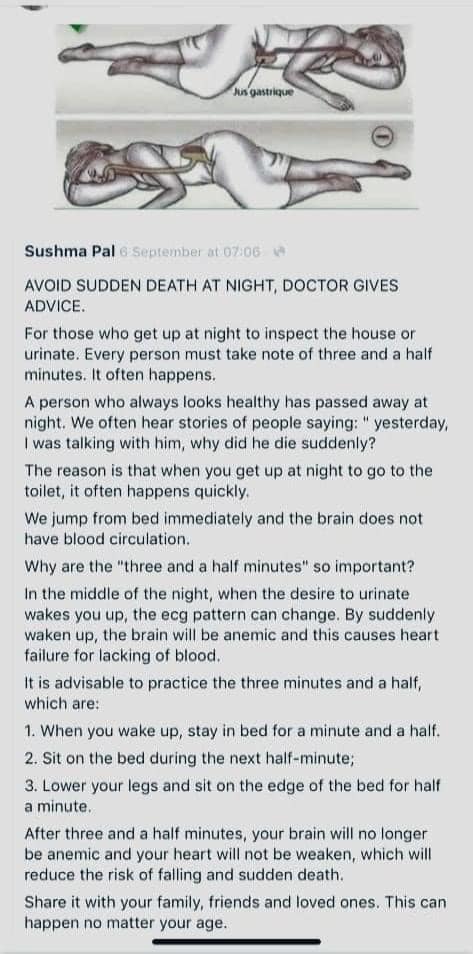 Jus gastrique
Sushma Pal 6 September at 07:06
AVOID SUDDEN DEATH AT NIGHT, DOCTOR GIVES
ADVICE.
For those who get up at night to inspect the house or
urinate. Every person must take note of three and a half
minutes. It often happens.
A person who always looks healthy has passed away at
night. We often hear stories of people saying: " yesterday,
I was talking with him, why did he die suddenly?
The reason is that when you get up at night to go to the
toilet, it often happens quickly.
We jump from bed immediately and the brain does not
have blood circulation.
Why are the "three and a half minutes" so important?
In the middle of the night, when the desire to urinate
wakes you up, the ecg pattern can change. By suddenly
waken up, the brain will be anemic and this causes heart
failure for lacking of blood.
It is advisable to practice the three minutes and a half,
which are:
1. When you wake up, stay in bed for a minute and a half.
2. Sit on the bed during the next half-minute;
3. Lower your legs and sit on the edge of the bed for half
a minute.
After three and a half minutes, your brain will no longer
be anemic and your heart will not be weaken, which will
reduce the risk of falling and sudden death.
Share it with your family, friends and loved ones. This can
happen no matter your age.